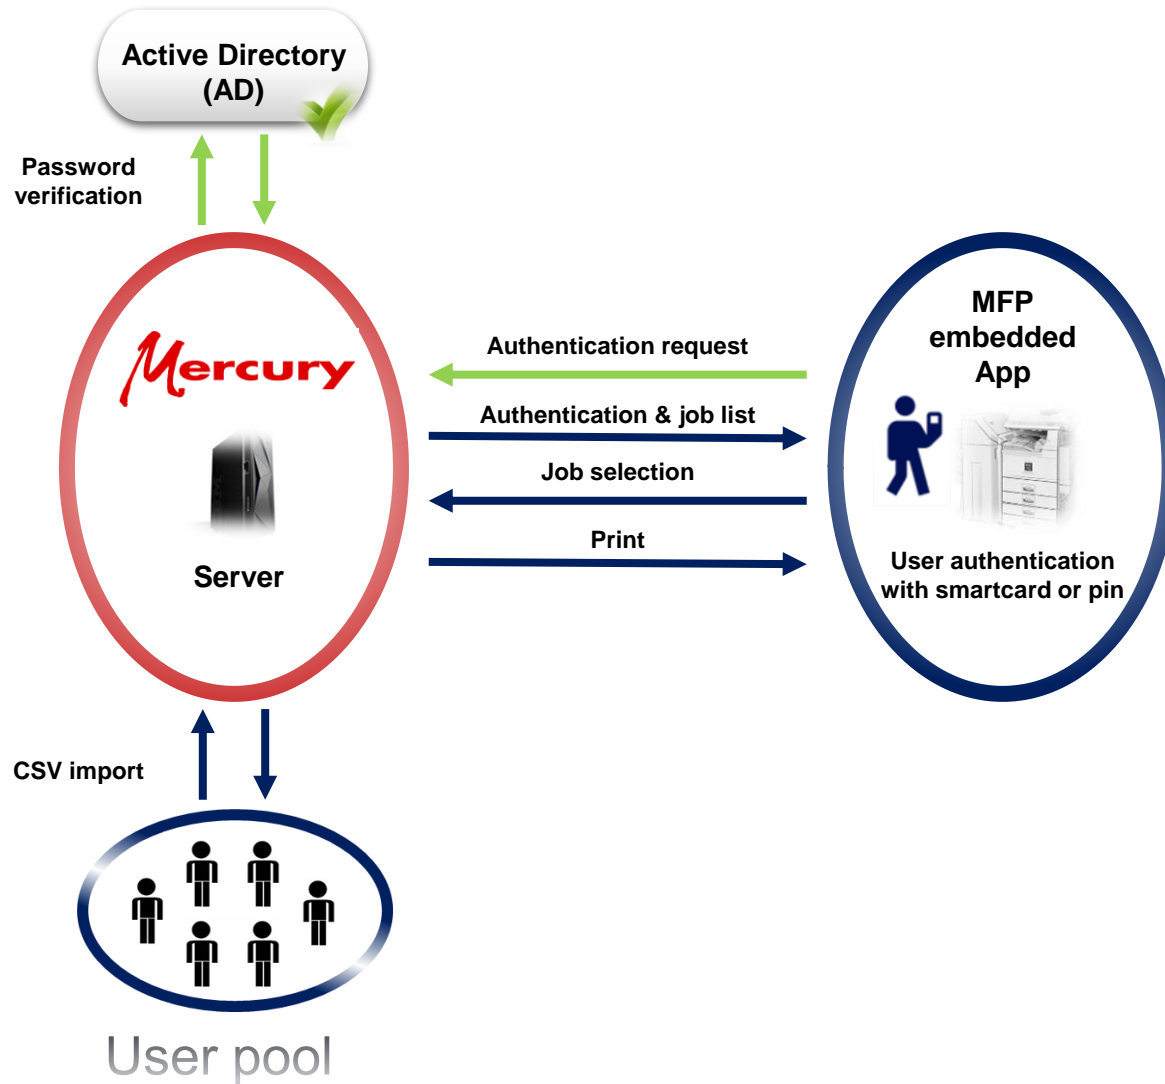 Active Directory
(AD)
Password
verification
Mercury
Server
Authentication request
Authentication & job list
Job selection
Print
MFP
embedded
App
User authentication
with smartcard or pin
CSV import
User pool